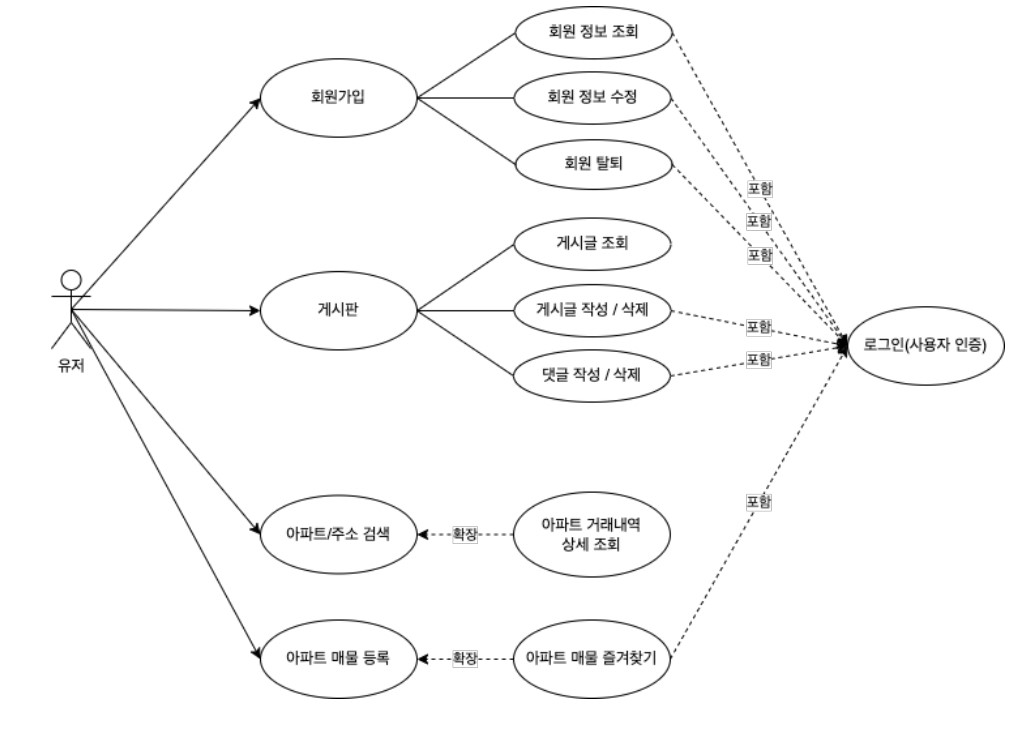 회원 정보 조회
회원가입
회원 정보 수정
회원 탈퇴
포함
포함
포함
게시글 조회
게시판
게시글 작성 / 삭제
포함
로그인(사용자 인증)
유저
댓글 작성 / 삭제
포함
포함
아파트/주소 검색
확장
아파트 거래내역
상세 조회
아파트 매물 등록
확장
아파트 매물 즐겨찾기